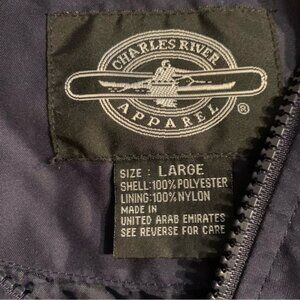 CHARLES RIVER
APPAREL ®
SIZE : LARGE
SHELL:100% POLYESTER
LINING:100% NYLON
MADE IN
UNITED ARAB EMIRATES
SEE REVERSE FOR CARE